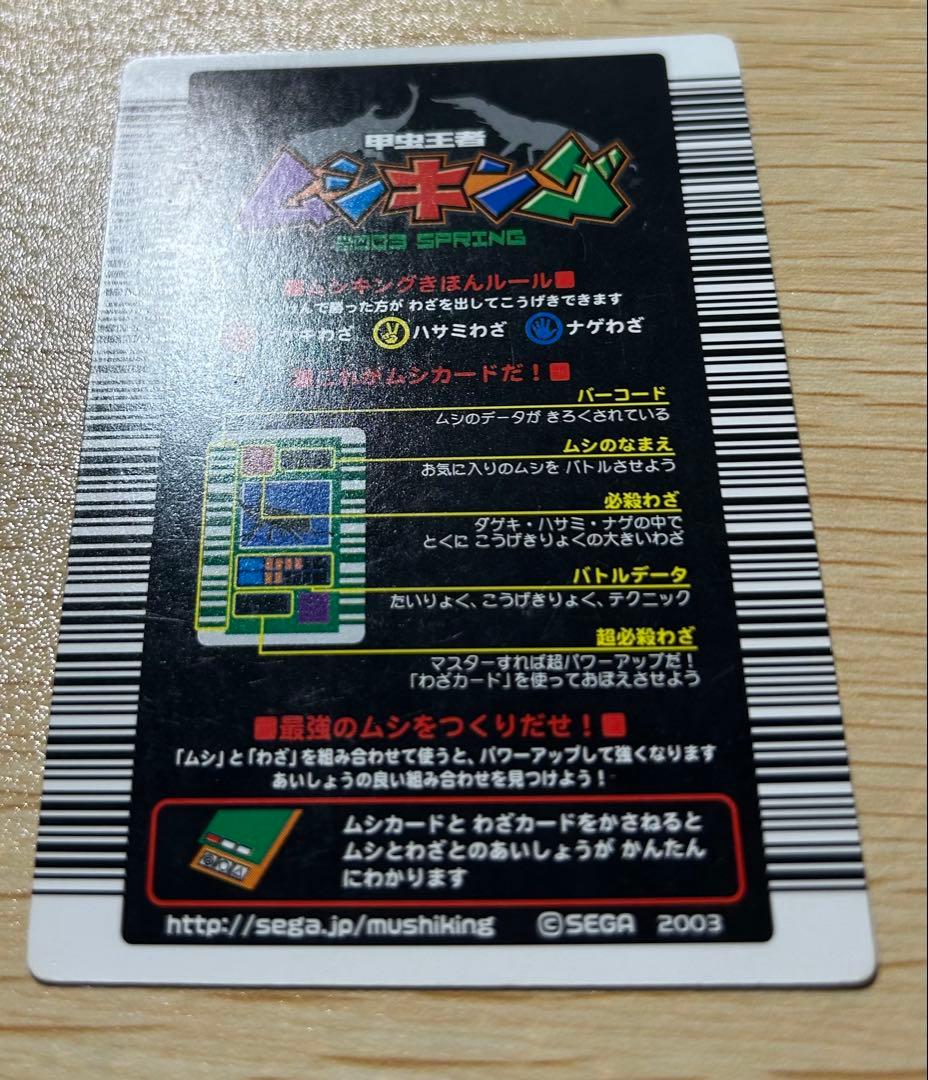 甲虫王者
ムシキング
2003 SPRING
ムシキングきほんルール
で勝った方が わざを出してこうげきできます
わざ ハサミわざ ナゲわざ
これがムシカードだ！
バーコード
ムシのデータが きろくされている
ムシのなまえ
お気に入りのムシを バトルさせよう
必殺わざ
ダゲキ・ハサミ・ナゲの中で
とくに こうげきりょくの大きいわざ
バトルデータ
たいりょく、こうげきりょく、テクニック
超必殺わざ
マスターすれば超パワーアップだ！
「わざカード」を使っておぼえさせよう
最強のムシをつくりだせ！
「ムシ」と「わざ」を組み合わせて使うと、パワーアップして強くなります
あいしょうの良い組み合わせを見つけよう！
ムシカードと わざカードをかさねると
ムシとわざとのあいしょうが かんたん
にわかります
http://sega.jp/mushiking ©SEGA 2003